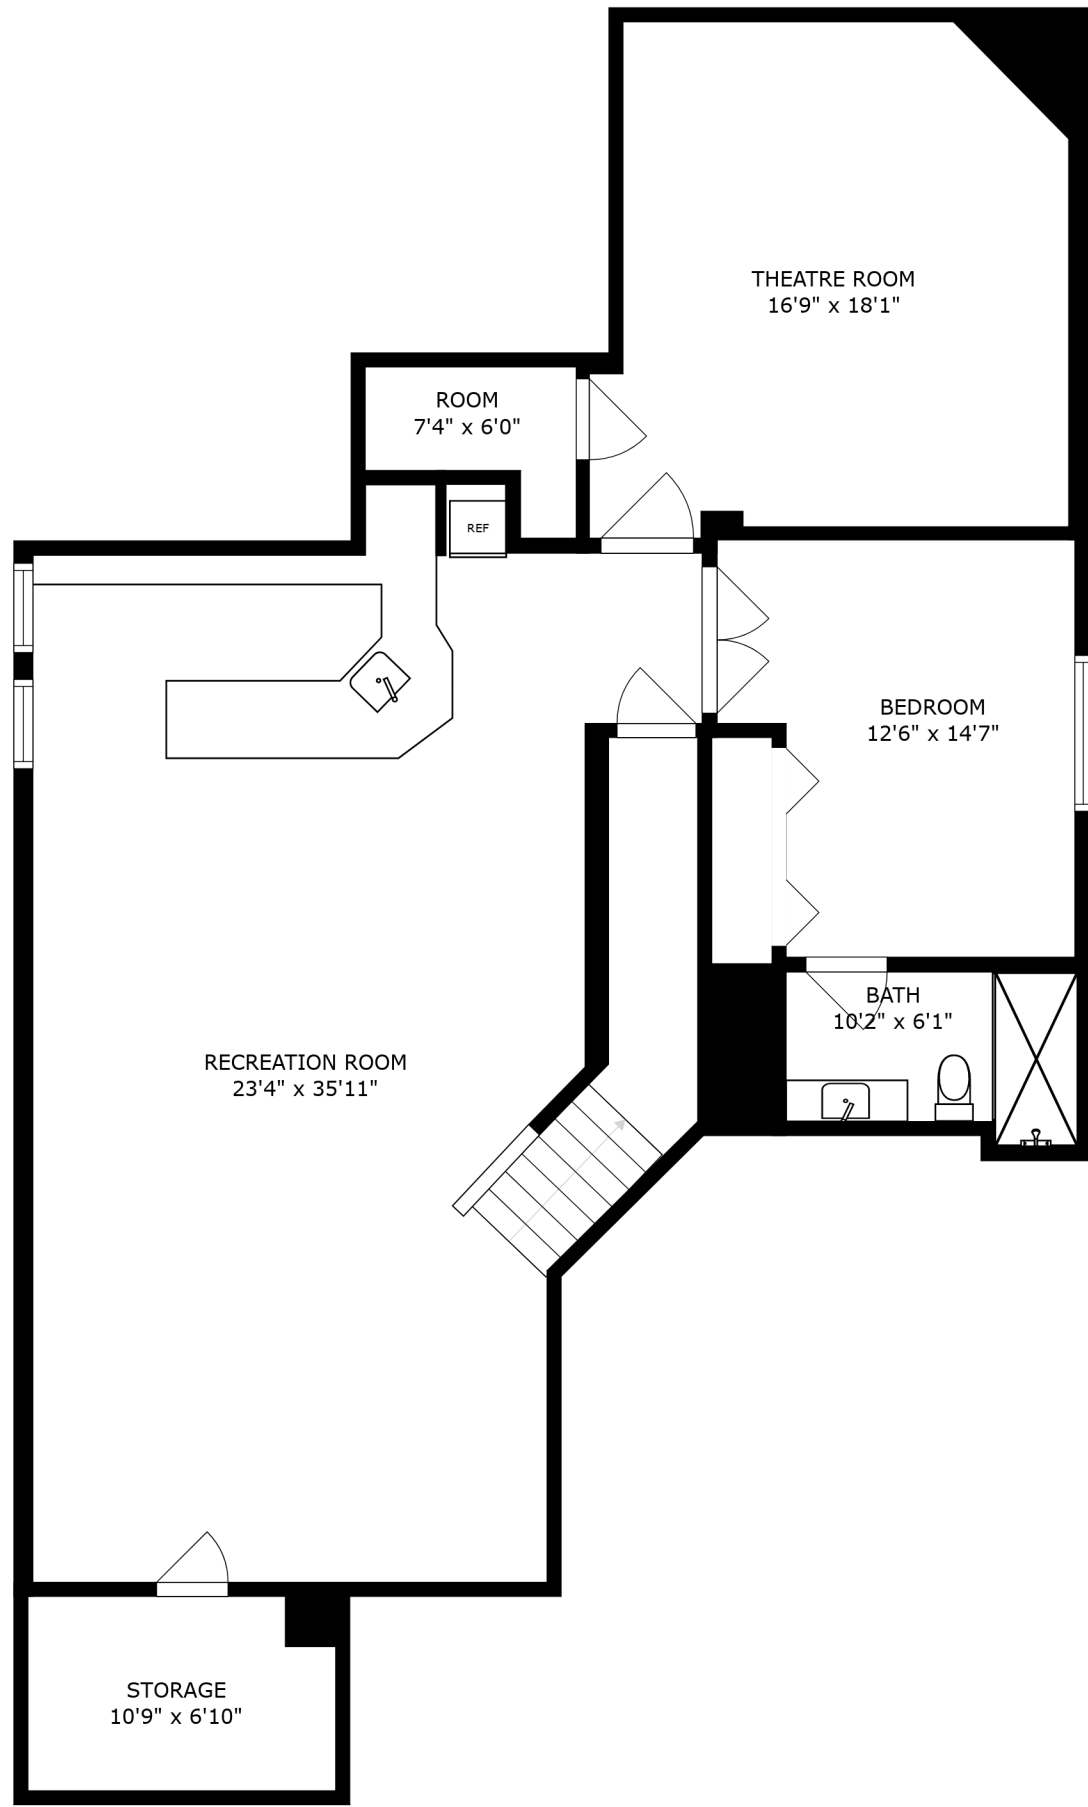 THEATRE ROOM
16'9" x 18'1"
ROOM
7'4" x 6'0"
REF
BEDROOM
12'6" x 14'7"
BATH
10'2" x 6'1"
RECREATION ROOM
23'4" x 35'11"
STORAGE
10'9" x 6'10"